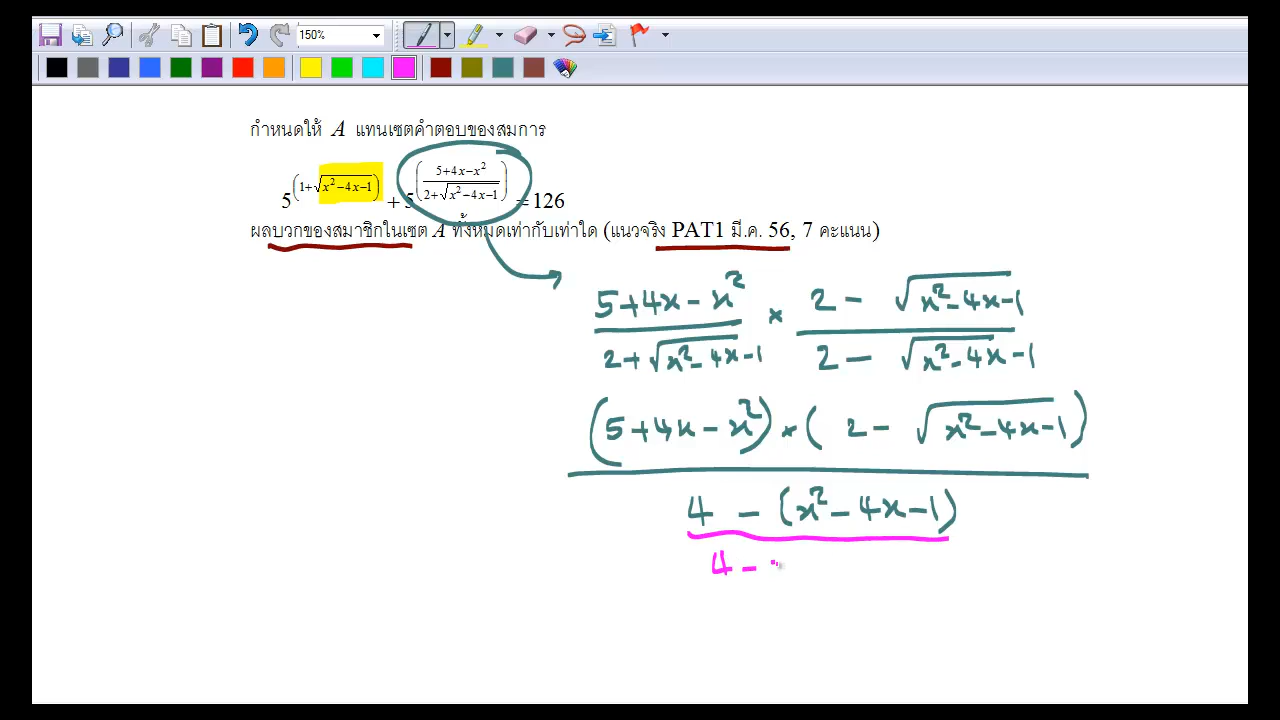 150%
กำหนดให้ A แทนเซตคำตอบของสมการ
5^(1+√(x²−4x−1)) + 5^((5+4x−x²)/(2+√(x²−4x−1))) = 126
ผลบวกของสมาชิกในเซต A ทั้งหมดเท่ากับเท่าใด (แนวจริง PAT1 มี.ค. 56, 7 คะแนน)
5+4x−x² × 2 − √x²−4x−1
2+√x²−4x−1 2 − √x²−4x−1
(5+4x−x²) × ( 2 − √x²−4x−1)
4 − (x²−4x−1)
4 −